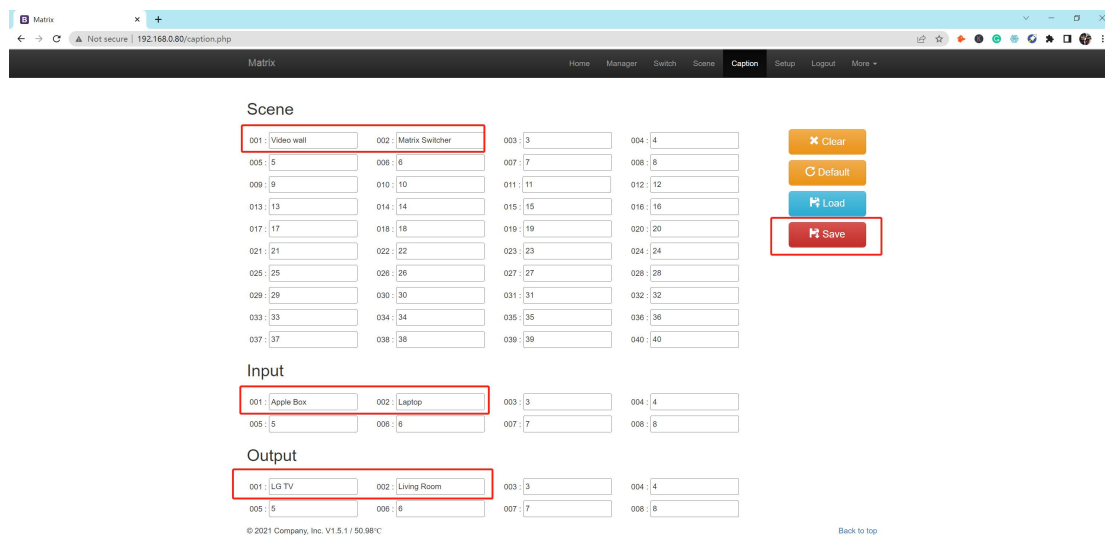 B Matrix × +
Not secure | 192.168.0.80/caption.php
Matrix Home Manager Switch Scene Caption Setup Logout More
Scene
001 : Video wall 002 : Matrix Switcher 003 : 3 004 : 4
Clear
005 : 5 006 : 6 007 : 7 008 : 8
Default
009 : 9 010 : 10 011 : 11 012 : 12
013 : 13 014 : 14 015 : 15 016 : 16
Load
017 : 17 018 : 18 019 : 19 020 : 20
Save
021 : 21 022 : 22 023 : 23 024 : 24
025 : 25 026 : 26 027 : 27 028 : 28
029 : 29 030 : 30 031 : 31 032 : 32
033 : 33 034 : 34 035 : 35 036 : 36
037 : 37 038 : 38 039 : 39 040 : 40
Input
001 : Apple Box 002 : Laptop 003 : 3 004 : 4
005 : 5 006 : 6 007 : 7 008 : 8
Output
001 : LG TV 002 : Living Room 003 : 3 004 : 4
005 : 5 006 : 6 007 : 7 008 : 8
© 2021 Company, Inc. V1.5.1 / 50.98℃ Back to top